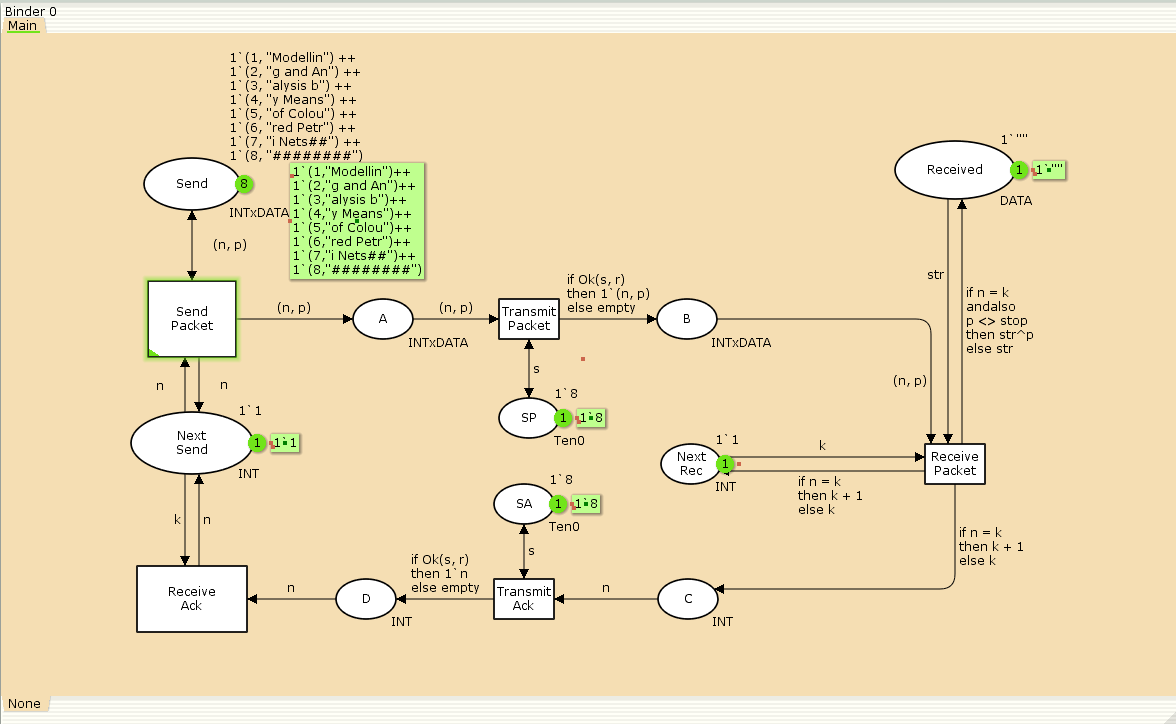 Binder 0
Main
1`(1, "Modellin") ++
1`(2, "g and An") ++
1`(3, "alysis b") ++
1`(4, "y Means") ++
1`(5, "of Colou") ++
1`(6, "red Petr") ++
1`(7, "i Nets##") ++
1`(8, "########")
Send
8
INTxDATA
1`(1,"Modellin")++
1`(2,"g and An")++
1`(3,"alysis b")++
1`(4,"y Means")++
1`(5,"of Colou")++
1`(6,"red Petr")++
1`(7,"i Nets##")++
1`(8,"########")
1`""
Received
1
1`""
DATA
(n, p)
Send
Packet
(n, p)
A
INTxDATA
(n, p)
Transmit
Packet
if Ok(s, r)
then 1`(n, p)
else empty
B
INTxDATA
(n, p)
str
if n = k
andalso
p <> stop
then str^p
else str
s
1`8
SP
1
1`8
Ten0
n
n
1`1
Next
Send
1
1`1
INT
1`1
Next
Rec
1
INT
k
if n = k
then k + 1
else k
Receive
Packet
1`8
SA
1
1`8
Ten0
s
k
n
if n = k
then k + 1
else k
Receive
Ack
n
D
INT
if Ok(s, r)
then 1`n
else empty
Transmit
Ack
n
C
INT
None